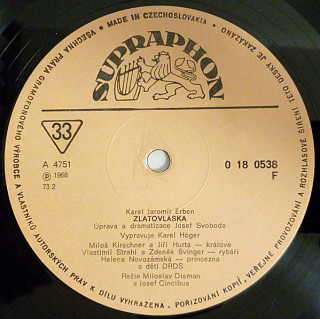 • MADE IN CZECHOSLOVAKIA •
VŠECHNA PRÁVA GRAMOFONOVÉHO VÝROBCE A VLASTNÍKŮ AUTORSKÝCH PRÁV K DÍLU VYHRAŽENA. POŘIZOVÁNÍ KOPIÍ, VEŘEJNÉ PROVOZOVÁNÍ A ROZHLASOVÉ ŠÍŘENÍ TÉTO DESKY JE ZAKÁZÁNO
SUPRAPHON
33
A 4751
Ⓟ 1968
73 2
0 18 0538
F
Karel Jaromír Erben
ZLATOVLÁSKA
Úprava a dramatizace Josef Svoboda
Vypravuje Karel Höger
Miloš Kirschner a Jiří Hurta — králové
Vlastimil Strahl a Zdeněk Švinger — rybáři
Helena Novozámská — princezna
a děti DRDS
Režie Miloslav Disman
a Josef Cincibus